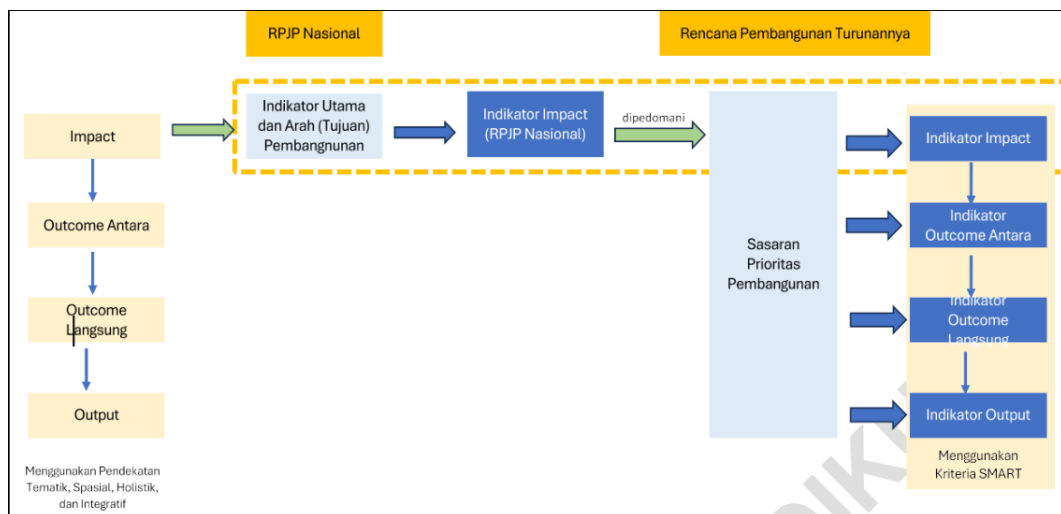 RPJP Nasional
Rencana Pembangunan Turunannya
Impact
Indikator Utama
dan Arah (Tujuan)
Pembangnunan
Indikator Impact
(RPJP Nasional)
dipedomani
Sasaran
Prioritas
Pembangunan
Indikator Impact
Outcome Antara
Indikator
Outcome Antara
Outcome
Langsung
Indikator
Outcome
Langsung
Output
Indikator Output
Menggunakan Pendekatan
Tematik, Spasial, Holistik,
dan Integratif
Menggunakan
Kriteria SMART